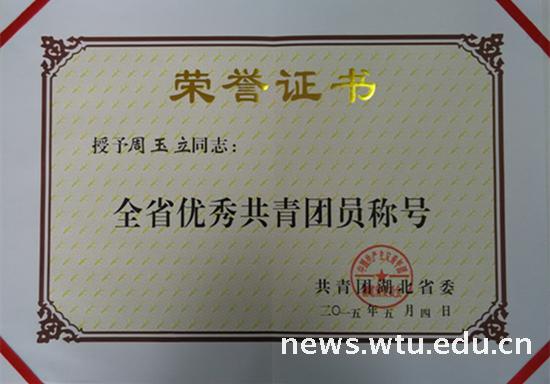 荣誉证书
授予周玉立同志：
全省优秀共青团员称号
共青团湖北省委
二〇一五年五月四日
news.wtu.edu.cn